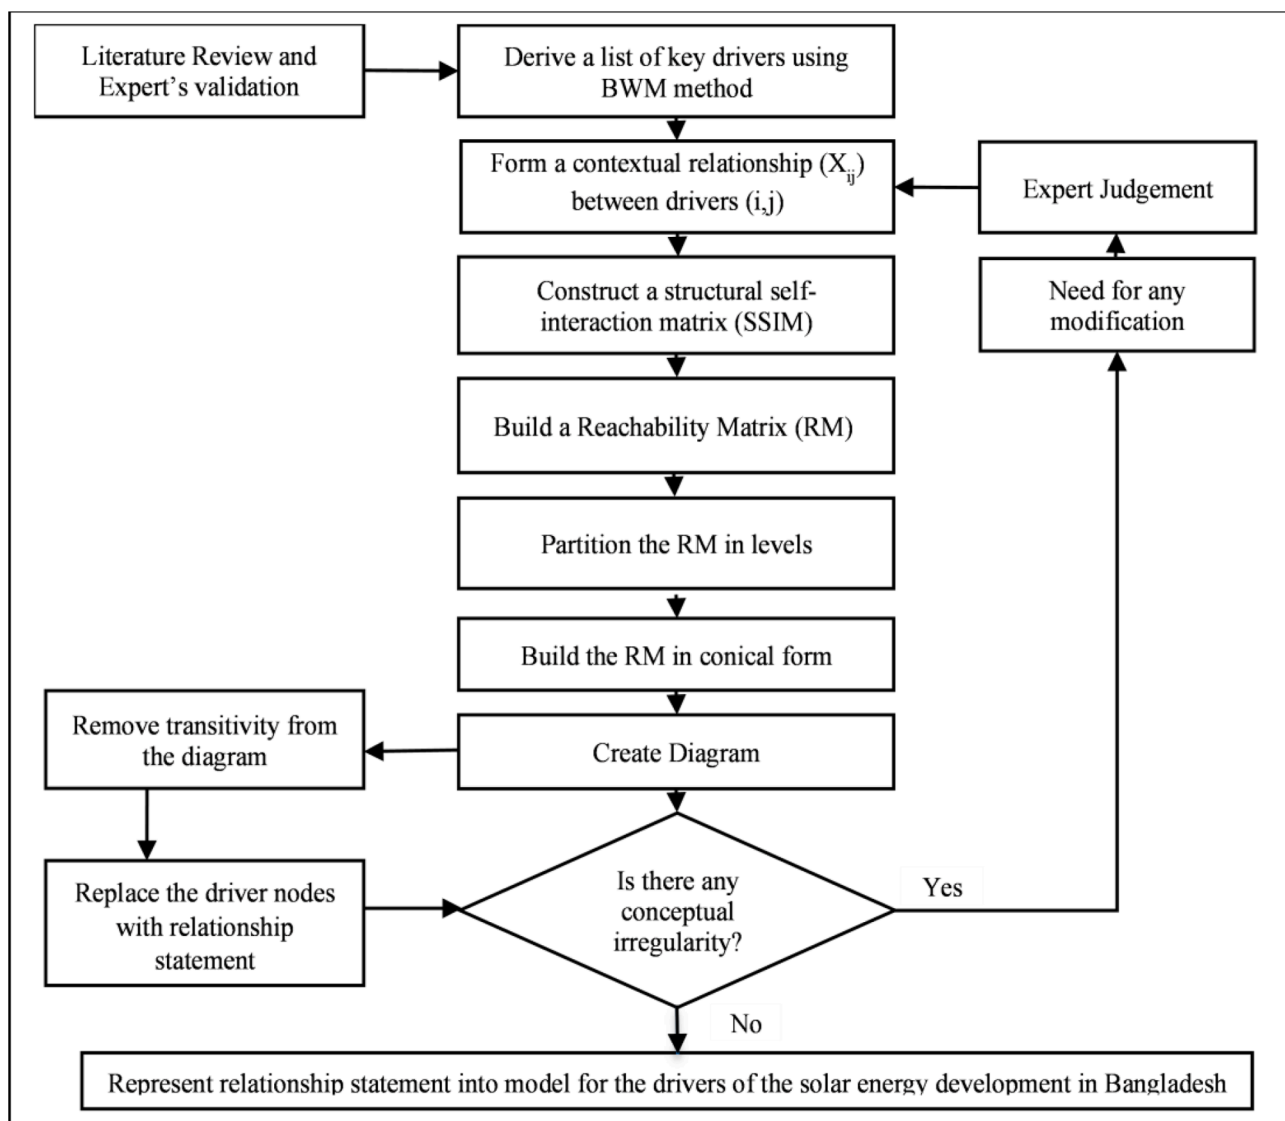 Literature Review and
Expert's validation
Derive a list of key drivers using
BWM method
Form a contextual relationship (Xij)
between drivers (i,j)
Expert Judgement
Construct a structural self-
interaction matrix (SSIM)
Need for any
modification
Build a Reachability Matrix (RM)
Partition the RM in levels
Build the RM in conical form
Remove transitivity from
the diagram
Create Diagram
Replace the driver nodes
with relationship
statement
Is there any
conceptual
irregularity?
Yes
No
Represent relationship statement into model for the drivers of the solar energy development in Bangladesh